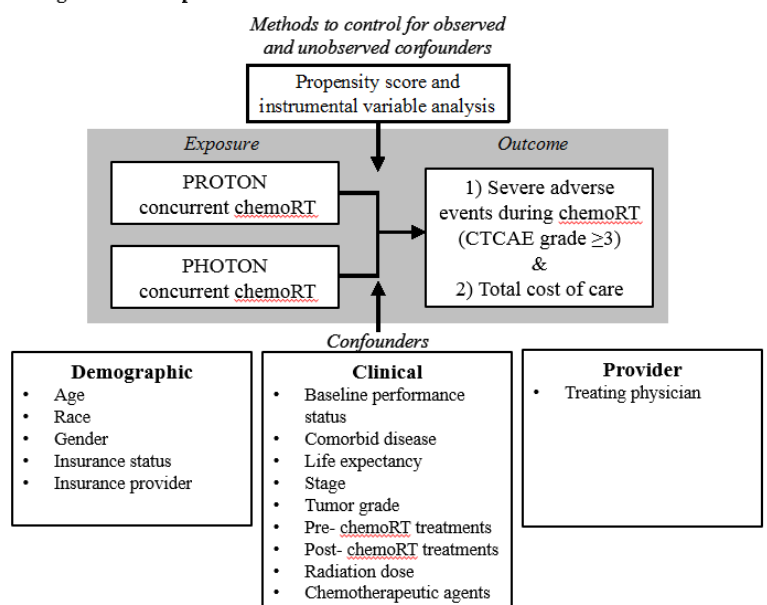 Methods to control for observed
and unobserved confounders
Propensity score and
instrumental variable analysis
Exposure
Outcome
PROTON
concurrent chemoRT
PHOTON
concurrent chemoRT
1) Severe adverse
events during chemoRT
(CTCAE grade ≥3)
&
2) Total cost of care
Confounders
Demographic
• Age
• Race
• Gender
• Insurance status
• Insurance provider
Clinical
• Baseline performance
status
• Comorbid disease
• Life expectancy
• Stage
• Tumor grade
• Pre- chemoRT treatments
• Post- chemoRT treatments
• Radiation dose
• Chemotherapeutic agents
Provider
• Treating physician